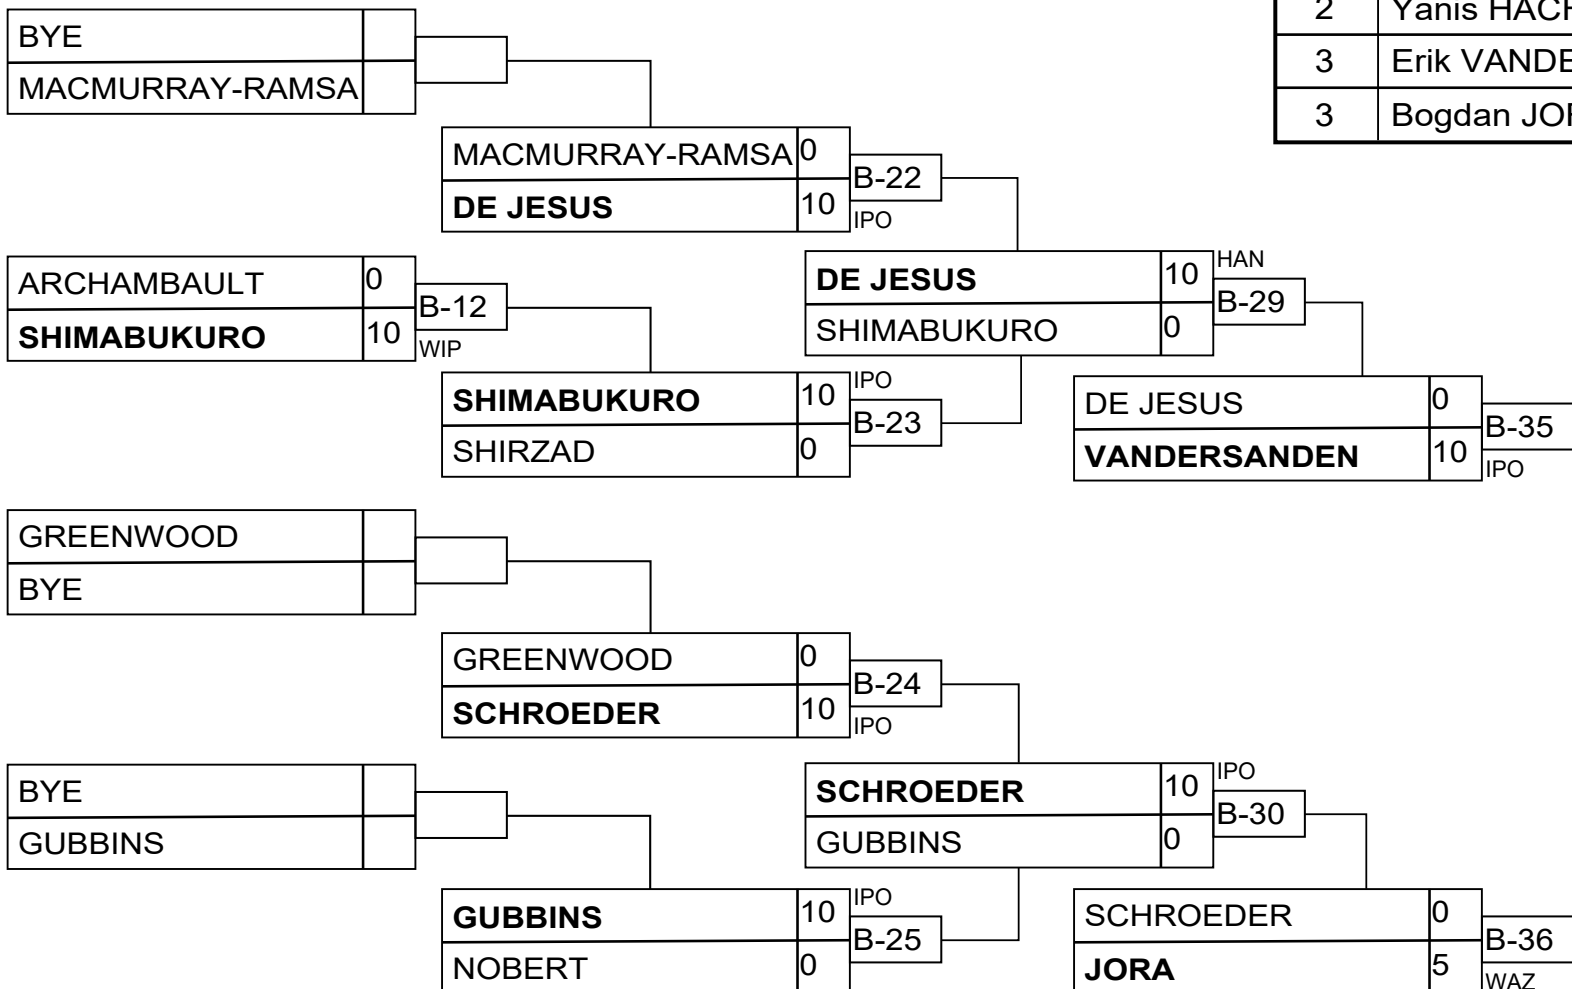 2 Yanis
3 Erik
3 Bogdan
BYE
MACMURRAY-RAMSA
MACMURRAY-RAMSA 0
DE JESUS 10
B-22
IPO
ARCHAMBAULT 0
SHIMABUKURO 10
B-12
WIP
DE JESUS 10
SHIMABUKURO 0
HAN
B-29
SHIMABUKURO 10
SHIRZAD 0
IPO
B-23
DE JESUS 0
VANDERSANDEN 10
B-35
IPO
GREENWOOD
BYE
GREENWOOD 0
SCHROEDER 10
B-24
IPO
BYE
GUBBINS
SCHROEDER 10
GUBBINS 0
IPO
B-30
GUBBINS 10
NOBERT 0
IPO
B-25
SCHROEDER 0
JORA 5
B-36
WAZ